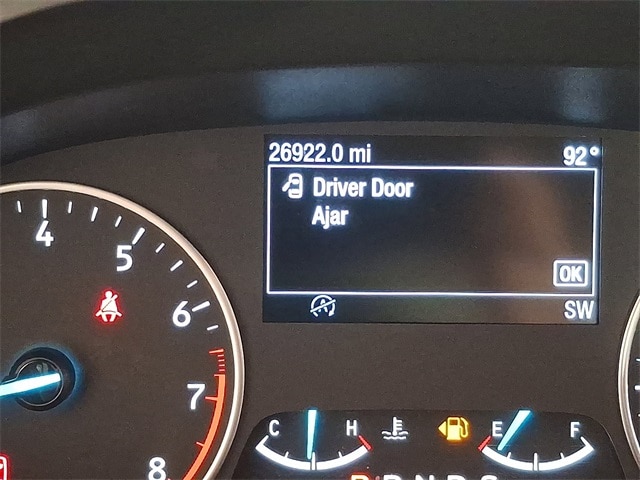 26922.0 mi 92°
Driver Door
Ajar
OK
SW
4
5
6
7
8
C H
E F
P R N D S